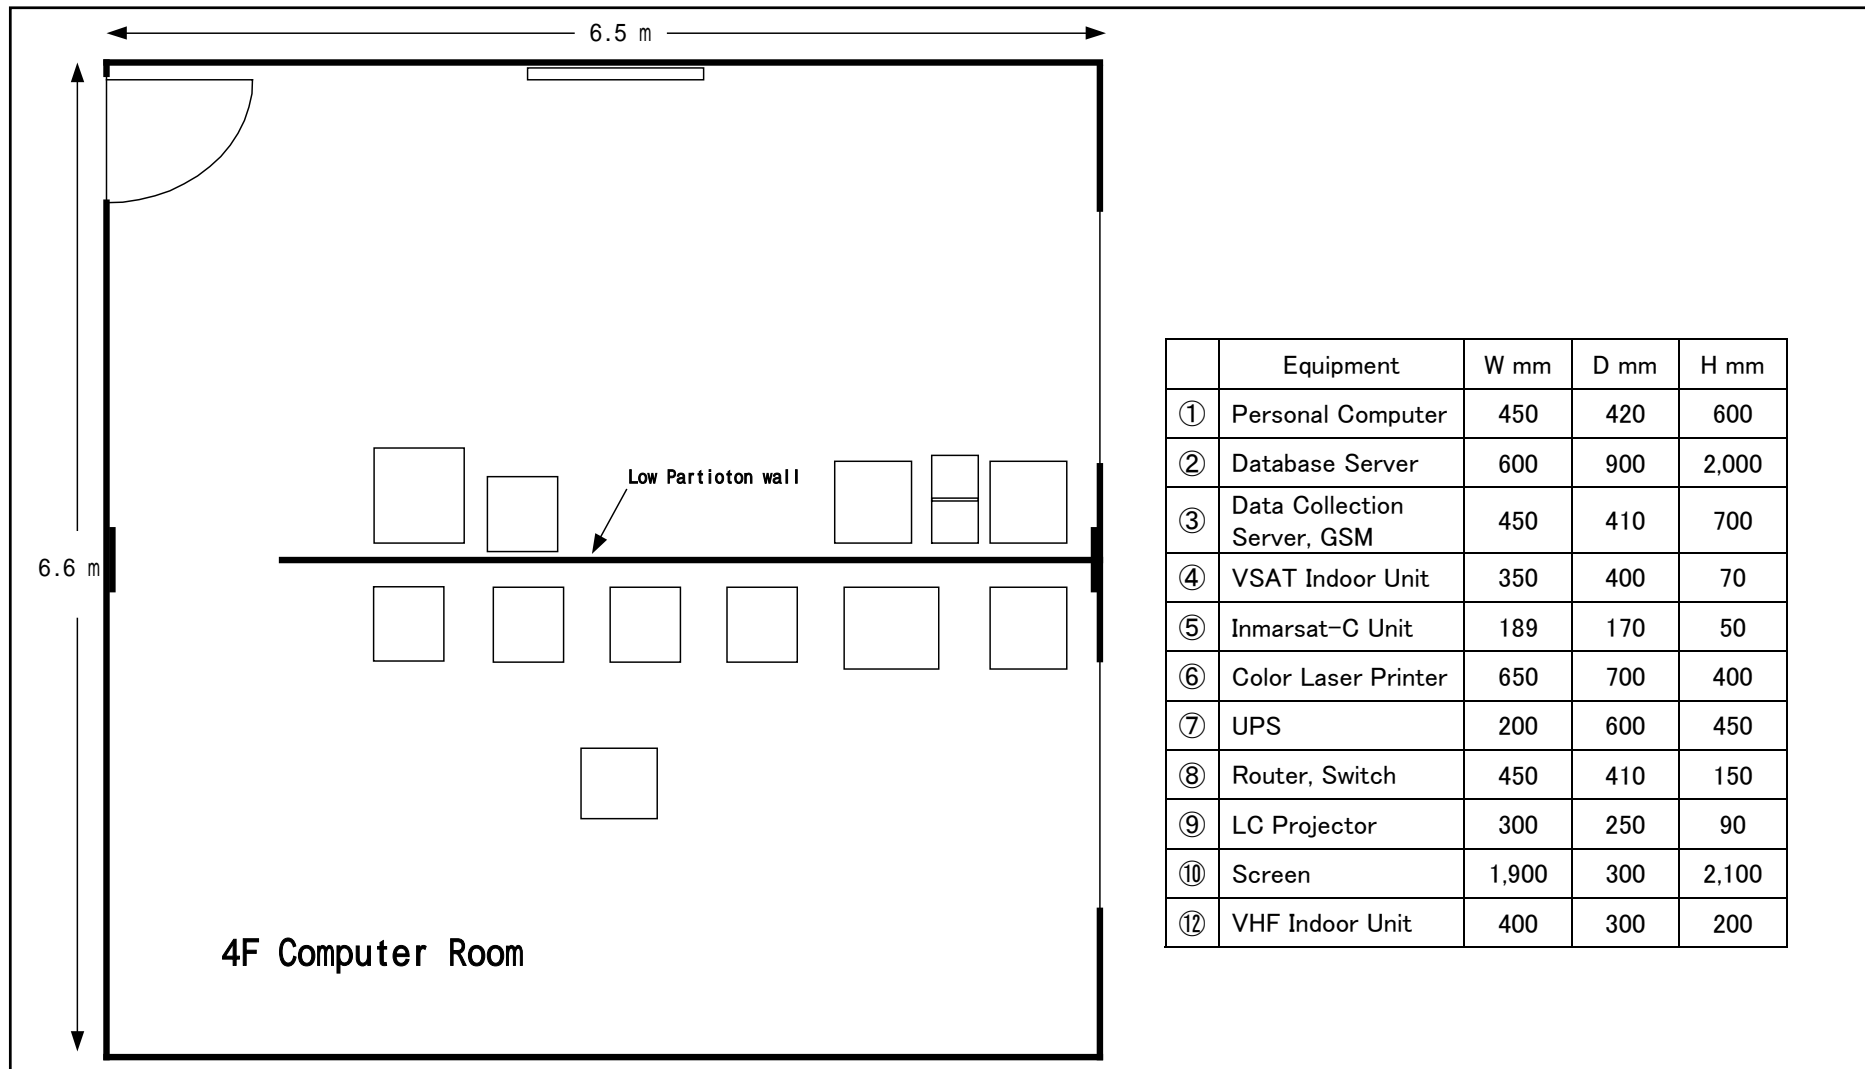 6.5 m
Low Partioton wall
6.6 m
4F Computer Room
Equipment W mm D mm H mm
① Personal Computer 450 420 600
② Database Server 600 900 2,000
③ Data Collection
Server, GSM 450 410 700
④ VSAT Indoor Unit 350 400 70
⑤ Inmarsat-C Unit 189 170 50
⑥ Color Laser Printer 650 700 400
⑦ UPS 200 600 450
⑧ Router, Switch 450 410 150
⑨ LC Projector 300 250 90
⑩ Screen 1,900 300 2,100
⑫ VHF Indoor Unit 400 300 200